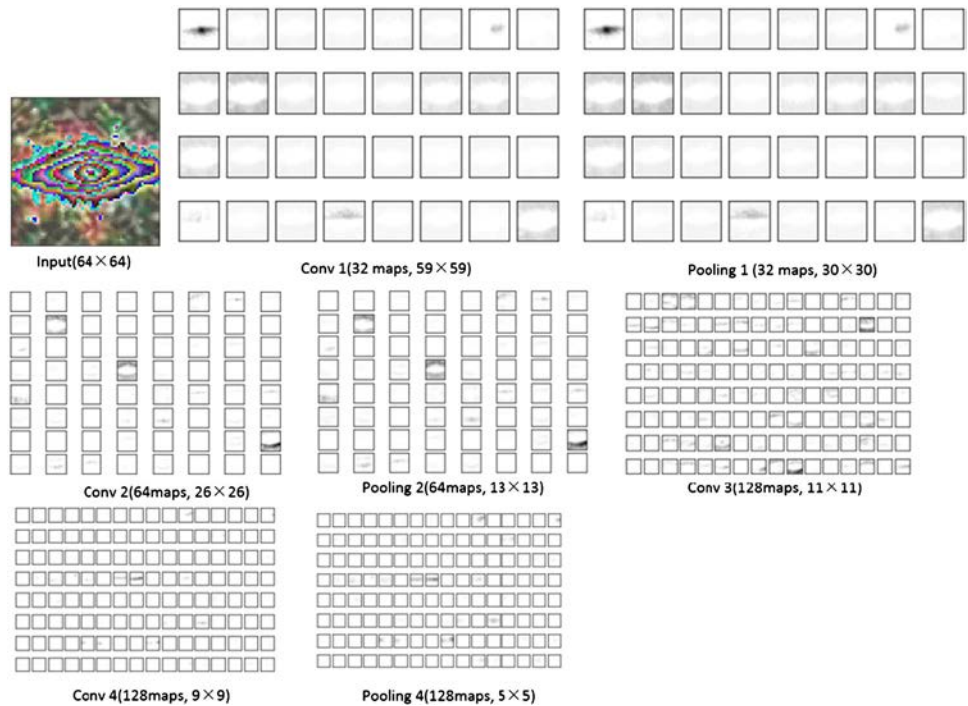 Input(64×64)
Conv 1(32 maps, 59×59)
Pooling 1 (32 maps, 30×30)
Conv 2(64maps, 26×26)
Pooling 2(64maps, 13×13)
Conv 3(128maps, 11×11)
Conv 4(128maps, 9×9)
Pooling 4(128maps, 5×5)